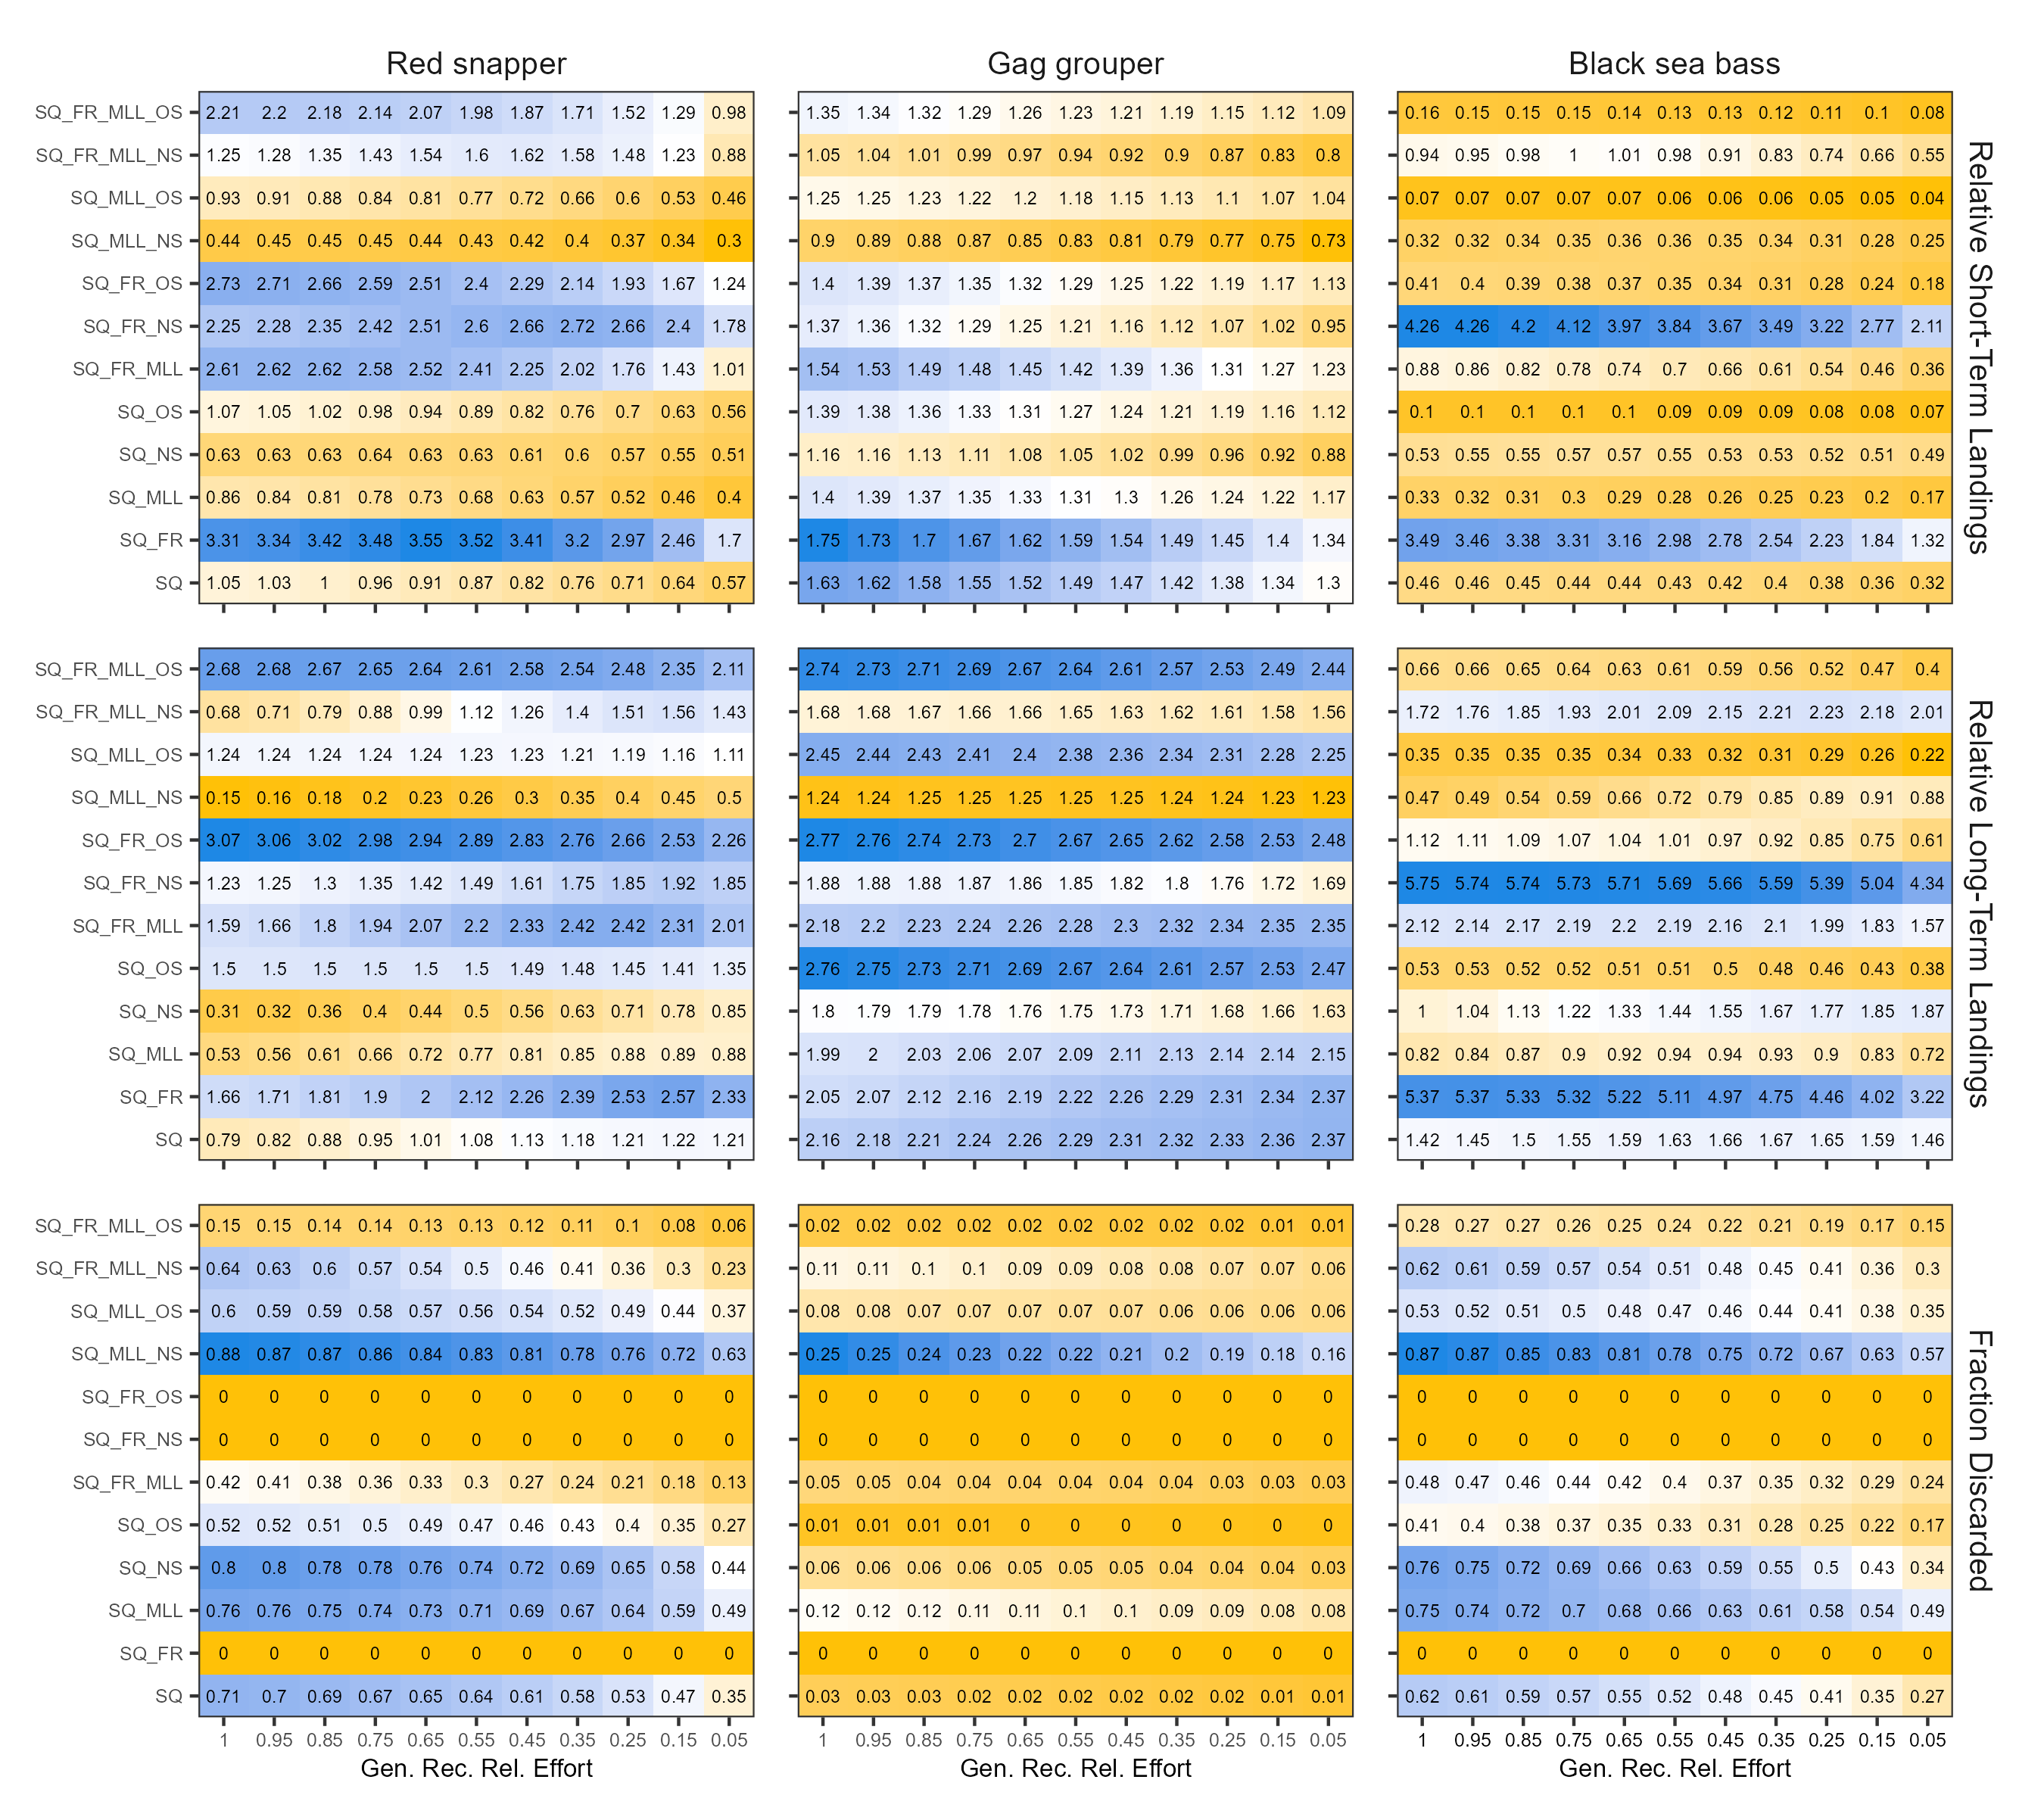 Red snapper Gag grouper Black sea bass
SQ_FR_MLL_OS 2.21 2.2 2.18 2.14 2.07 1.98 1.87 1.71 1.52 1.29 0.98 1.35 1.34 1.32 1.29 1.26 1.23 1.21 1.19 1.15 1.12 1.09 0.16 0.15 0.15 0.15 0.14 0.13 0.13 0.12 0.11 0.1 0.08
SQ_FR_MLL_NS 1.25 1.28 1.35 1.43 1.54 1.6 1.62 1.58 1.48 1.23 0.88 1.05 1.04 1.01 0.99 0.97 0.94 0.92 0.9 0.87 0.83 0.8 0.94 0.95 0.98 1 1.01 0.98 0.91 0.83 0.74 0.66 0.55
SQ_MLL_OS 0.93 0.91 0.88 0.84 0.81 0.77 0.72 0.66 0.6 0.53 0.46 1.25 1.25 1.23 1.22 1.2 1.18 1.15 1.13 1.1 1.07 1.04 0.07 0.07 0.07 0.07 0.07 0.06 0.06 0.06 0.05 0.05 0.04
SQ_MLL_NS 0.44 0.45 0.45 0.45 0.44 0.43 0.42 0.4 0.37 0.34 0.3 0.9 0.89 0.88 0.87 0.85 0.83 0.81 0.79 0.77 0.75 0.73 0.32 0.32 0.34 0.35 0.36 0.36 0.35 0.34 0.31 0.28 0.25
SQ_FR_OS 2.73 2.71 2.66 2.59 2.51 2.4 2.29 2.14 1.93 1.67 1.24 1.4 1.39 1.37 1.35 1.32 1.29 1.25 1.22 1.19 1.17 1.13 0.41 0.4 0.39 0.38 0.37 0.35 0.34 0.31 0.28 0.24 0.18
SQ_FR_NS 2.25 2.28 2.35 2.42 2.51 2.6 2.66 2.72 2.66 2.4 1.78 1.37 1.36 1.32 1.29 1.25 1.21 1.16 1.12 1.07 1.02 0.95 4.26 4.26 4.2 4.12 3.97 3.84 3.67 3.49 3.22 2.77 2.11
SQ_FR_MLL 2.61 2.62 2.62 2.58 2.52 2.41 2.25 2.02 1.76 1.43 1.01 1.54 1.53 1.49 1.48 1.45 1.42 1.39 1.36 1.31 1.27 1.23 0.88 0.86 0.82 0.78 0.74 0.7 0.66 0.61 0.54 0.46 0.36
SQ_OS 1.07 1.05 1.02 0.98 0.94 0.89 0.82 0.76 0.7 0.63 0.56 1.39 1.38 1.36 1.33 1.31 1.27 1.24 1.21 1.19 1.16 1.12 0.1 0.1 0.1 0.1 0.1 0.09 0.09 0.09 0.08 0.08 0.07
SQ_NS 0.63 0.63 0.63 0.64 0.63 0.63 0.61 0.6 0.57 0.55 0.51 1.16 1.16 1.13 1.11 1.08 1.05 1.02 0.99 0.96 0.92 0.88 0.53 0.55 0.55 0.57 0.57 0.55 0.53 0.53 0.52 0.51 0.49
SQ_MLL 0.86 0.84 0.81 0.78 0.73 0.68 0.63 0.57 0.52 0.46 0.4 1.4 1.39 1.37 1.35 1.33 1.31 1.3 1.26 1.24 1.22 1.17 0.33 0.32 0.31 0.3 0.29 0.28 0.26 0.25 0.23 0.2 0.17
SQ_FR 3.31 3.34 3.42 3.48 3.55 3.52 3.41 3.2 2.97 2.46 1.7 1.75 1.73 1.7 1.67 1.62 1.59 1.54 1.49 1.45 1.4 1.34 3.49 3.46 3.38 3.31 3.16 2.98 2.78 2.54 2.23 1.84 1.32
SQ 1.05 1.03 1 0.96 0.91 0.87 0.82 0.76 0.71 0.64 0.57 1.63 1.62 1.58 1.55 1.52 1.49 1.47 1.42 1.38 1.34 1.3 0.46 0.46 0.45 0.44 0.44 0.43 0.42 0.4 0.38 0.36 0.32
Relative Short-Term Landings
SQ_FR_MLL_OS 2.68 2.68 2.67 2.65 2.64 2.61 2.58 2.54 2.48 2.35 2.11 2.74 2.73 2.71 2.69 2.67 2.64 2.61 2.57 2.53 2.49 2.44 0.66 0.66 0.65 0.64 0.63 0.61 0.59 0.56 0.52 0.47 0.4
SQ_FR_MLL_NS 0.68 0.71 0.79 0.88 0.99 1.12 1.26 1.4 1.51 1.56 1.43 1.68 1.68 1.67 1.66 1.66 1.65 1.63 1.62 1.61 1.58 1.56 1.72 1.76 1.85 1.93 2.01 2.09 2.15 2.21 2.23 2.18 2.01
SQ_MLL_OS 1.24 1.24 1.24 1.24 1.24 1.23 1.23 1.21 1.19 1.16 1.11 2.45 2.44 2.43 2.41 2.4 2.38 2.36 2.34 2.31 2.28 2.25 0.35 0.35 0.35 0.35 0.34 0.33 0.32 0.31 0.29 0.26 0.22
SQ_MLL_NS 0.15 0.16 0.18 0.2 0.23 0.26 0.3 0.35 0.4 0.45 0.5 1.24 1.24 1.25 1.25 1.25 1.25 1.25 1.24 1.24 1.23 1.23 0.47 0.49 0.54 0.59 0.66 0.72 0.79 0.85 0.89 0.91 0.88
SQ_FR_OS 3.07 3.06 3.02 2.98 2.94 2.89 2.83 2.76 2.66 2.53 2.26 2.77 2.76 2.74 2.73 2.7 2.67 2.65 2.62 2.58 2.53 2.48 1.12 1.11 1.09 1.07 1.04 1.01 0.97 0.92 0.85 0.75 0.61
SQ_FR_NS 1.23 1.25 1.3 1.35 1.42 1.49 1.61 1.75 1.85 1.92 1.85 1.88 1.88 1.88 1.87 1.86 1.85 1.82 1.8 1.76 1.72 1.69 5.75 5.74 5.74 5.73 5.71 5.69 5.66 5.59 5.39 5.04 4.34
SQ_FR_MLL 1.59 1.66 1.8 1.94 2.07 2.2 2.33 2.42 2.42 2.31 2.01 2.18 2.2 2.23 2.24 2.26 2.28 2.3 2.32 2.34 2.35 2.35 2.12 2.14 2.17 2.19 2.2 2.19 2.16 2.1 1.99 1.83 1.57
SQ_OS 1.5 1.5 1.5 1.5 1.5 1.5 1.49 1.48 1.45 1.41 1.35 2.76 2.75 2.73 2.71 2.69 2.67 2.64 2.61 2.57 2.53 2.47 0.53 0.53 0.52 0.52 0.51 0.51 0.5 0.48 0.46 0.43 0.38
SQ_NS 0.31 0.32 0.36 0.4 0.44 0.5 0.56 0.63 0.71 0.78 0.85 1.8 1.79 1.79 1.78 1.76 1.75 1.73 1.71 1.68 1.66 1.63 1 1.04 1.13 1.22 1.33 1.44 1.55 1.67 1.77 1.85 1.87
SQ_MLL 0.53 0.56 0.61 0.66 0.72 0.77 0.81 0.85 0.88 0.89 0.88 1.99 2 2.03 2.06 2.07 2.09 2.11 2.13 2.14 2.14 2.15 0.82 0.84 0.87 0.9 0.92 0.94 0.94 0.93 0.9 0.83 0.72
SQ_FR 1.66 1.71 1.81 1.9 2 2.12 2.26 2.39 2.53 2.57 2.33 2.05 2.07 2.12 2.16 2.19 2.22 2.26 2.29 2.31 2.34 2.37 5.37 5.37 5.33 5.32 5.22 5.11 4.97 4.75 4.46 4.02 3.22
SQ 0.79 0.82 0.88 0.95 1.01 1.08 1.13 1.18 1.21 1.22 1.21 2.16 2.18 2.21 2.24 2.26 2.29 2.31 2.32 2.33 2.36 2.37 1.42 1.45 1.5 1.55 1.59 1.63 1.66 1.67 1.65 1.59 1.46
Relative Long-Term Landings
SQ_FR_MLL_OS 0.15 0.15 0.14 0.14 0.13 0.13 0.12 0.11 0.1 0.08 0.06 0.02 0.02 0.02 0.02 0.02 0.02 0.02 0.02 0.02 0.01 0.01 0.28 0.27 0.27 0.26 0.25 0.24 0.22 0.21 0.19 0.17 0.15
SQ_FR_MLL_NS 0.64 0.63 0.6 0.57 0.54 0.5 0.46 0.41 0.36 0.3 0.23 0.11 0.11 0.1 0.1 0.09 0.09 0.08 0.08 0.07 0.07 0.06 0.62 0.61 0.59 0.57 0.54 0.51 0.48 0.45 0.41 0.36 0.3
SQ_MLL_OS 0.6 0.59 0.59 0.58 0.57 0.56 0.54 0.52 0.49 0.44 0.37 0.08 0.08 0.07 0.07 0.07 0.07 0.07 0.06 0.06 0.06 0.06 0.53 0.52 0.51 0.5 0.48 0.47 0.46 0.44 0.41 0.38 0.35
SQ_MLL_NS 0.88 0.87 0.87 0.86 0.84 0.83 0.81 0.78 0.76 0.72 0.63 0.25 0.25 0.24 0.23 0.22 0.22 0.21 0.2 0.19 0.18 0.16 0.87 0.87 0.85 0.83 0.81 0.78 0.75 0.72 0.67 0.63 0.57
SQ_FR_OS 0 0 0 0 0 0 0 0 0 0 0 0 0 0 0 0 0 0 0 0 0 0 0 0 0 0 0 0 0 0 0 0 0
SQ_FR_NS 0 0 0 0 0 0 0 0 0 0 0 0 0 0 0 0 0 0 0 0 0 0 0 0 0 0 0 0 0 0 0 0 0
SQ_FR_MLL 0.42 0.41 0.38 0.36 0.33 0.3 0.27 0.24 0.21 0.18 0.13 0.05 0.05 0.04 0.04 0.04 0.04 0.04 0.04 0.03 0.03 0.03 0.48 0.47 0.46 0.44 0.42 0.4 0.37 0.35 0.32 0.29 0.24
SQ_OS 0.52 0.52 0.51 0.5 0.49 0.47 0.46 0.43 0.4 0.35 0.27 0.01 0.01 0.01 0.01 0 0 0 0 0 0 0 0.41 0.4 0.38 0.37 0.35 0.33 0.31 0.28 0.25 0.22 0.17
SQ_NS 0.8 0.8 0.78 0.78 0.76 0.74 0.72 0.69 0.65 0.58 0.44 0.06 0.06 0.06 0.06 0.05 0.05 0.05 0.04 0.04 0.04 0.03 0.76 0.75 0.72 0.69 0.66 0.63 0.59 0.55 0.5 0.43 0.34
SQ_MLL 0.76 0.76 0.75 0.74 0.73 0.71 0.69 0.67 0.64 0.59 0.49 0.12 0.12 0.12 0.11 0.11 0.1 0.1 0.09 0.09 0.08 0.08 0.75 0.74 0.72 0.7 0.68 0.66 0.63 0.61 0.58 0.54 0.49
SQ_FR 0 0 0 0 0 0 0 0 0 0 0 0 0 0 0 0 0 0 0 0 0 0 0 0 0 0 0 0 0 0 0 0 0
SQ 0.71 0.7 0.69 0.67 0.65 0.64 0.61 0.58 0.53 0.47 0.35 0.03 0.03 0.03 0.02 0.02 0.02 0.02 0.02 0.02 0.01 0.01 0.62 0.61 0.59 0.57 0.55 0.52 0.48 0.45 0.41 0.35 0.27
Fraction Discarded
1 0.95 0.85 0.75 0.65 0.55 0.45 0.35 0.25 0.15 0.05 1 0.95 0.85 0.75 0.65 0.55 0.45 0.35 0.25 0.15 0.05 1 0.95 0.85 0.75 0.65 0.55 0.45 0.35 0.25 0.15 0.05
Gen. Rec. Rel. Effort Gen. Rec. Rel. Effort Gen. Rec. Rel. Effort